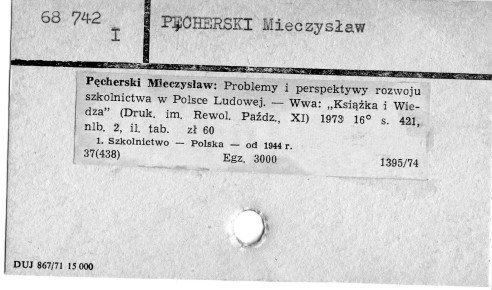 68 742
I
PĘCHERSKI Mieczysław
Pęcherski Mieczysław: Problemy i perspektywy rozwoju
szkolnictwa w Polsce Ludowej. — Wwa: „Książka i Wie-
dza” (Druk. im. Rewol. Paźdz., XI) 1973 16° s. 421,
nlb. 2, il. tab. zł 60
1. Szkolnictwo — Polska — od 1944 r.
37(438) Egz. 3000 1395/74
DUJ 867/71 15 000